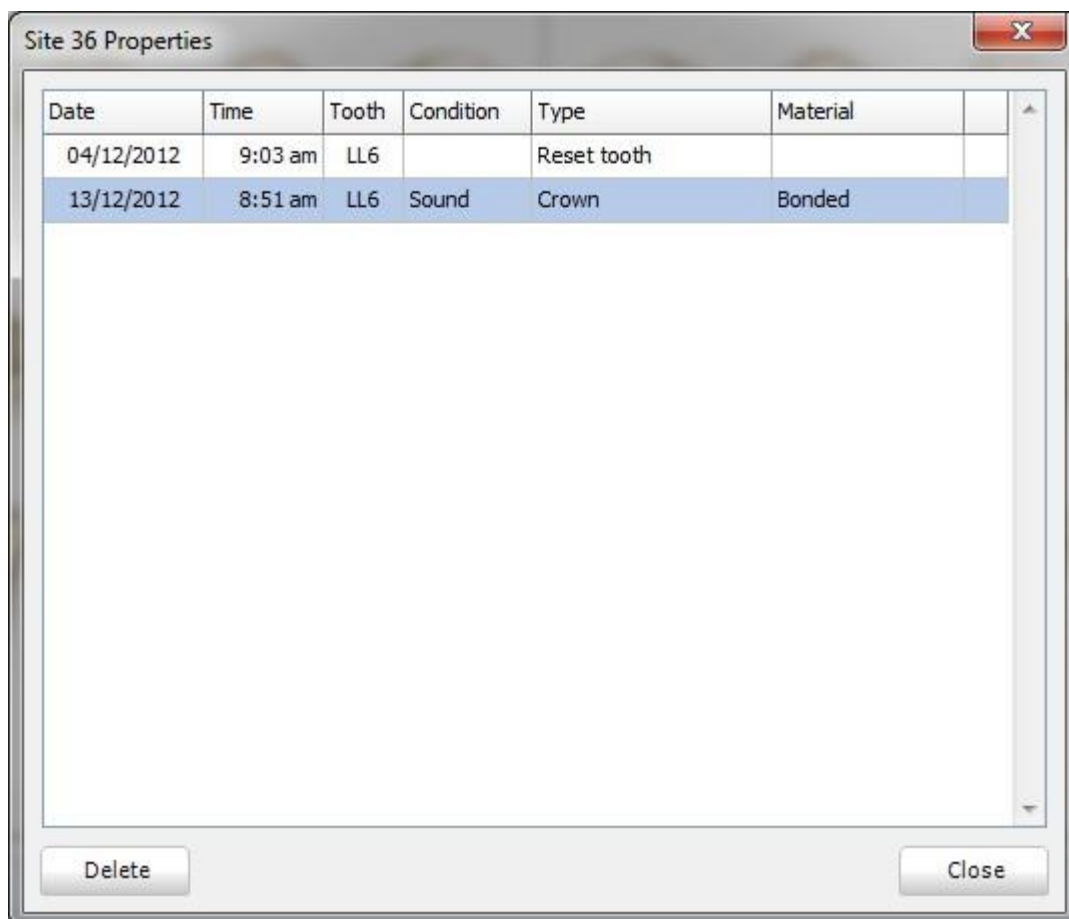 Site 36 Properties
Date Time Tooth Condition Type Material
04/12/2012 9:03 am LL6 Reset tooth
13/12/2012 8:51 am LL6 Sound Crown Bonded
Delete Close